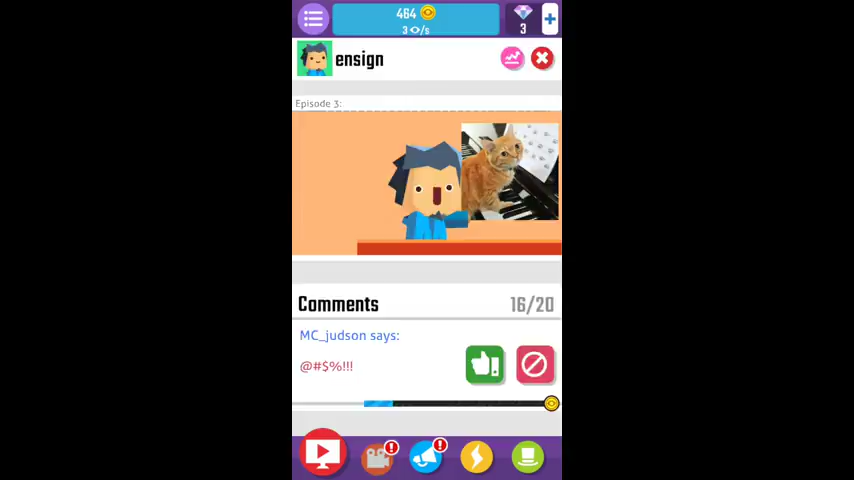 464
3 /s
3
ensign
Episode 3:
Comments 16/20
MC_judson says:
@#$%!!!